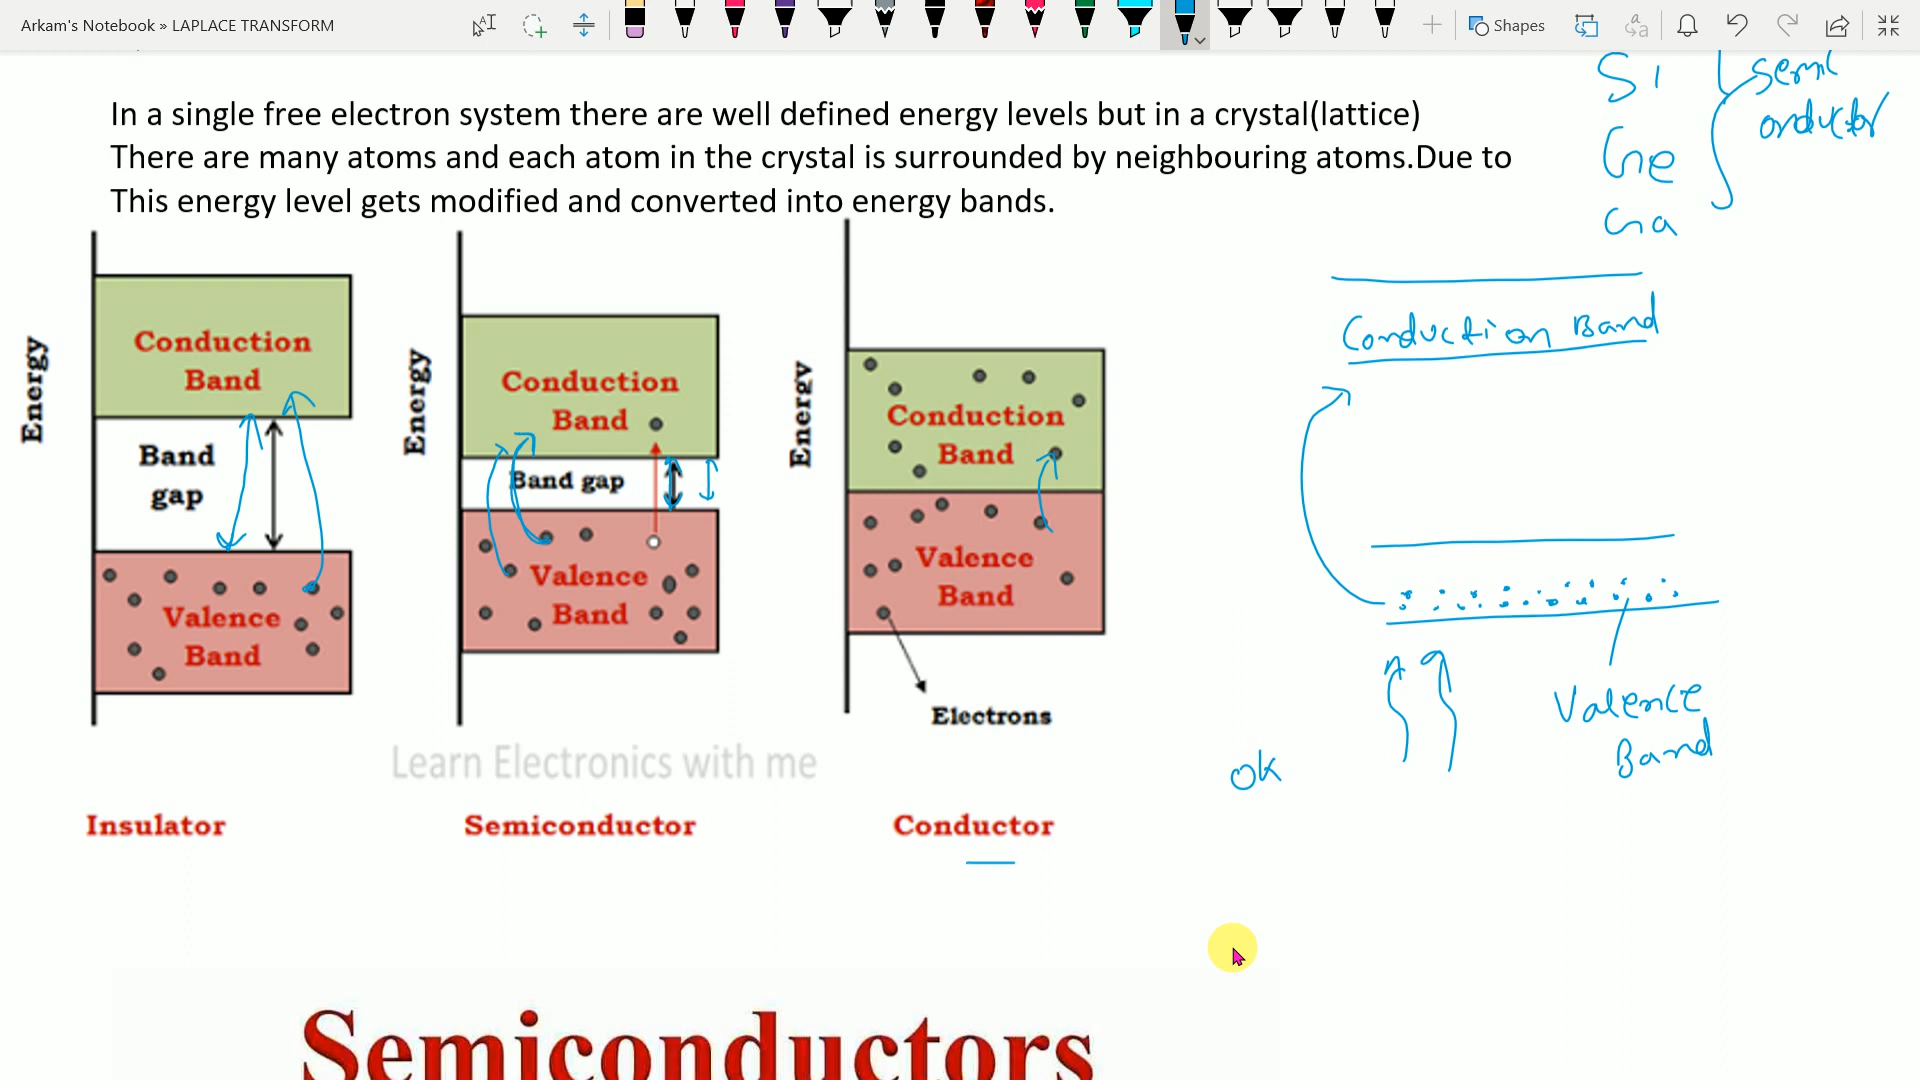 Arkam's Notebook » LAPLACE TRANSFORM
Shapes
In a single free electron system there are well defined energy levels but in a crystal(lattice)
There are many atoms and each atom in the crystal is surrounded by neighbouring atoms.Due to
This energy level gets modified and converted into energy bands.
Si
semi
onductor
Ge
Ga
Energy
Conduction
Band
Band
gap
Valence
Band
Insulator
Energy
Conduction
Band
Band gap
Valence
Band
Semiconductor
Energy
Conduction
Band
Valence
Band
Electrons
Conductor
Learn Electronics with me
Conduction Band
Valence
Band
ok
Semiconductors